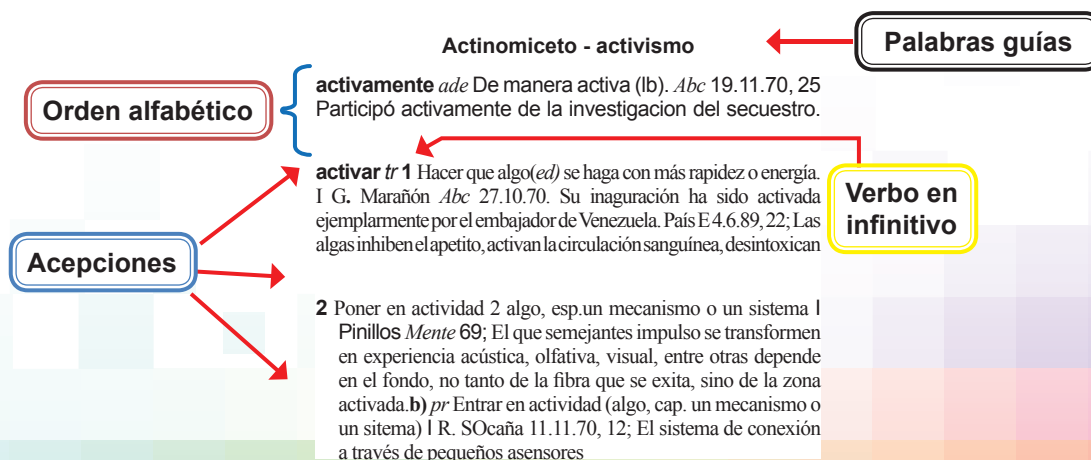 Actinomiceto - activismo
Palabras guías
Orden alfabético
activamente ade De manera activa (lb). Abc 19.11.70, 25
Participó activamente de la investigacion del secuestro.
activar tr 1 Hacer que algo(ed) se haga con más rapidez o energía.
I G. Marañón Abc 27.10.70. Su inaguración ha sido activada
ejemplarmente por el embajador de Venezuela. País E 4.6.89, 22; Las
algas inhiben el apetito, activan la circulación sanguínea, desintoxican
Verbo en
infinitivo
Acepciones
2 Poner en actividad 2 algo, esp.un mecanismo o un sistema I
Pinillos Mente 69; El que semejantes impulso se transformen
en experiencia acústica, olfativa, visual, entre otras depende
en el fondo, no tanto de la fibra que se exita, sino de la zona
activada.b) pr Entrar en actividad (algo, cap. un mecanismo o
un sitema) I R. SOcaña 11.11.70, 12; El sistema de conexión
a través de pequeños asensores